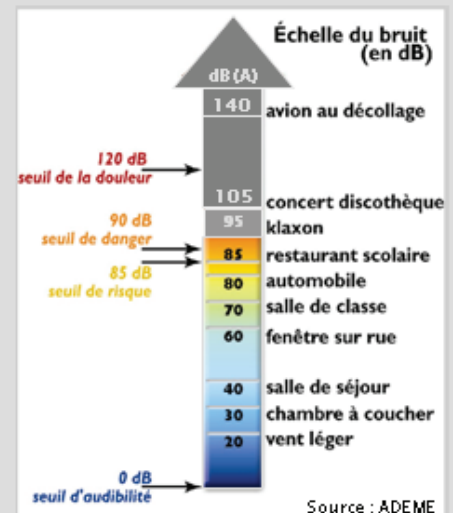 Échelle du bruit
(en dB)
dB (A)
140 avion au décollage
120 dB
seuil de la douleur
105 concert discothèque
95 klaxon
90 dB
seuil de danger
85 restaurant scolaire
85 dB
seuil de risque
80 automobile
70 salle de classe
60 fenêtre sur rue
40 salle de séjour
30 chambre à coucher
20 vent léger
0 dB
seuil d'audibilité
Source : ADEME